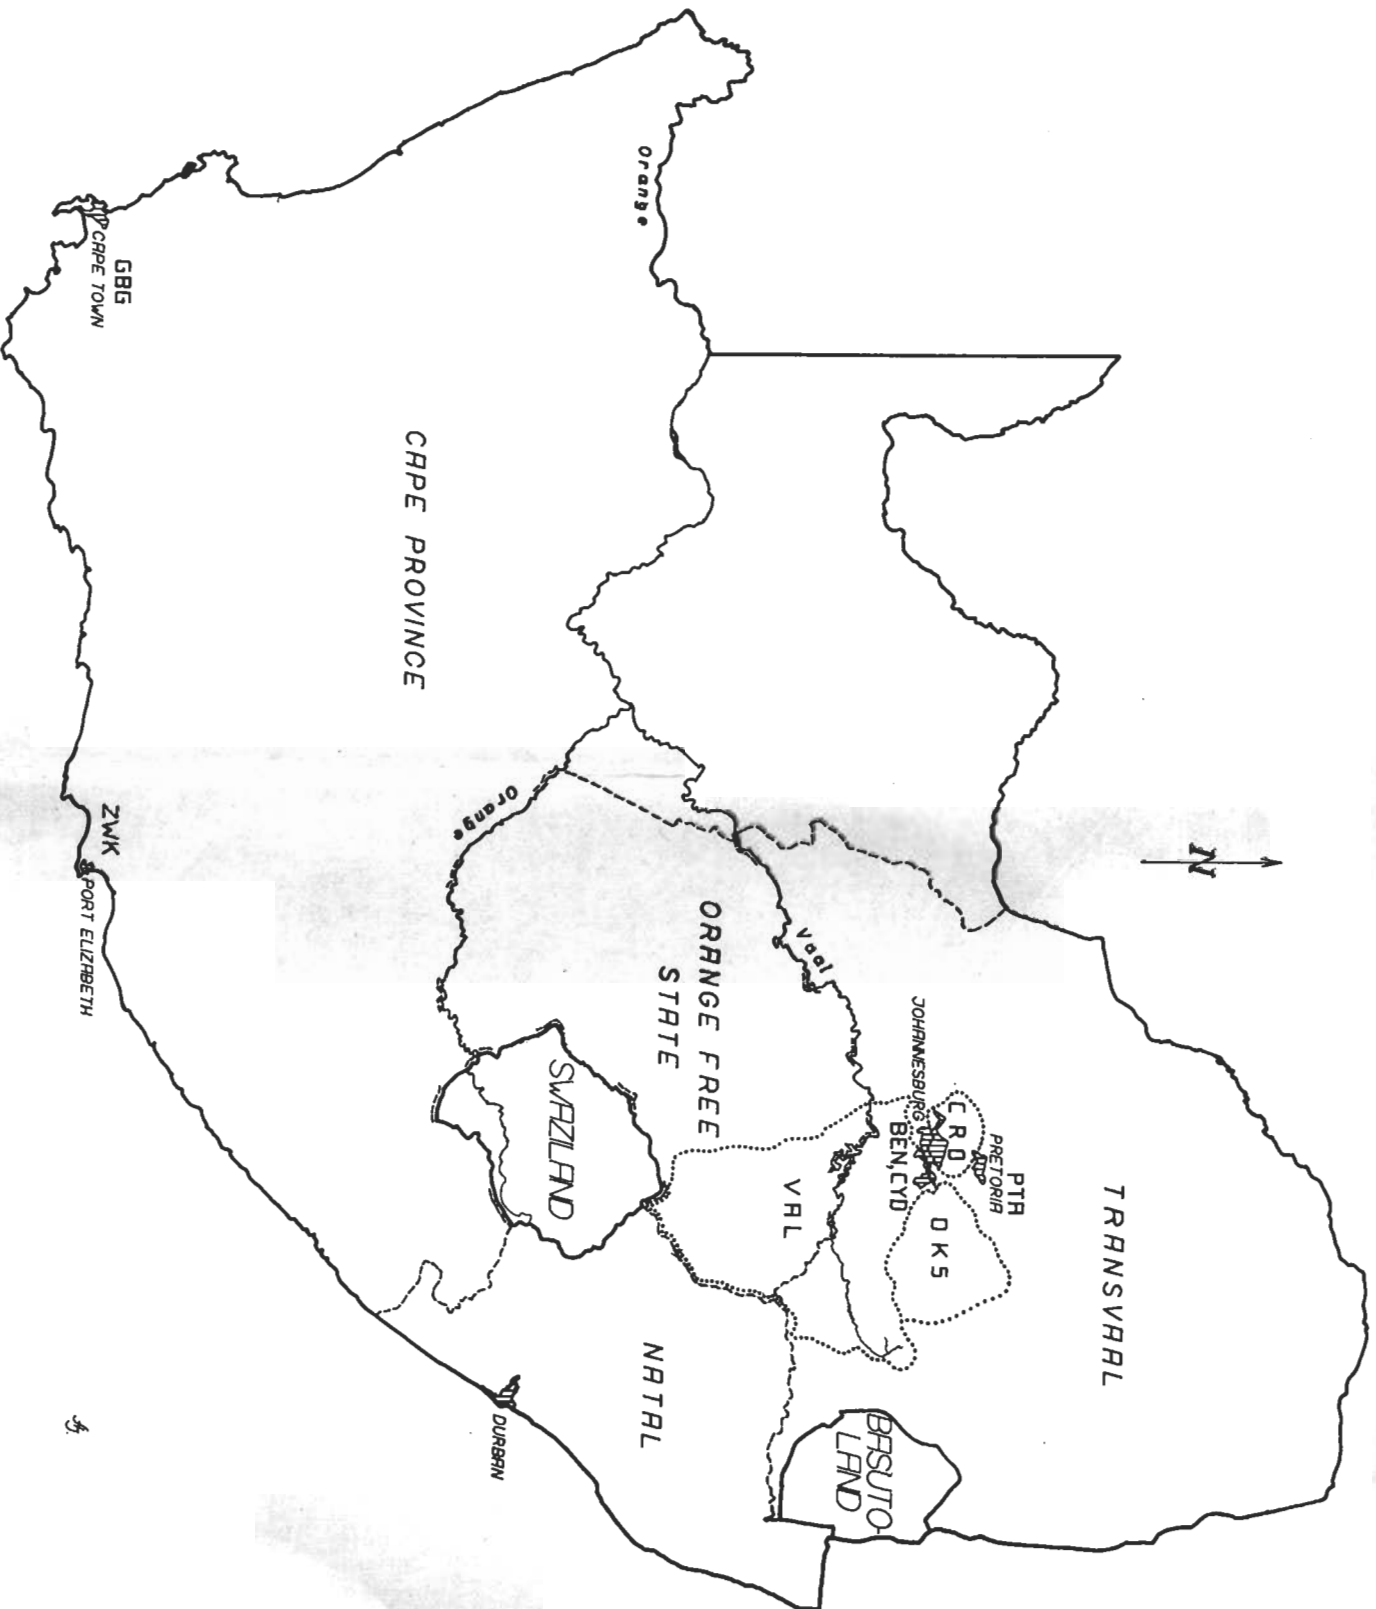 N
Orange
TRANSVAAL
PTA
PRETORIA
CRD
JOHANNESBURG
OKS
BEN,CYD
BASUTO-
LAND
Vaal
VAL
ORANGE FREE
STATE
NATAL
SWAZILAND
Orange
CAPE PROVINCE
DURBAN
GBG
CAPE TOWN
ZWK
PORT ELIZABETH